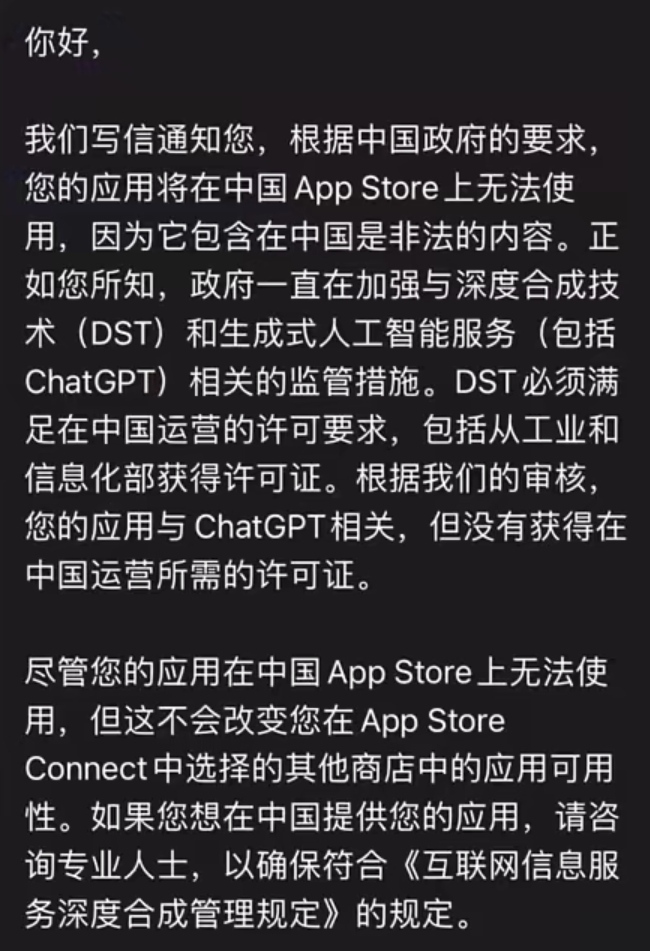 你好，
我们写信通知您，根据中国政府的要求，
您的应用将在中国 App Store 上无法使
用，因为它包含在中国是非法的内容。正
如您所知，政府一直在加强与深度合成技
术（DST）和生成式人工智能服务（包括
ChatGPT）相关的监管措施。DST 必须满
足在中国运营的许可要求，包括从工业和
信息化部获得许可证。根据我们的审核，
您的应用与 ChatGPT 相关，但没有获得在
中国运营所需的许可证。
尽管您的应用在中国 App Store 上无法使
用，但这不会改变您在 App Store
Connect 中选择的其他商店中的应用可用
性。如果您想在中国提供您的应用，请咨
询专业人士，以确保符合《互联网信息服
务深度合成管理规定》的规定。